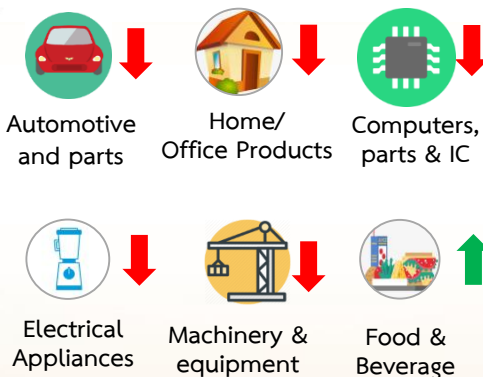 Automotive
and parts
Home/
Office Products
Computers,
parts & IC
Electrical
Appliances
Machinery &
equipment
Food &
Beverage